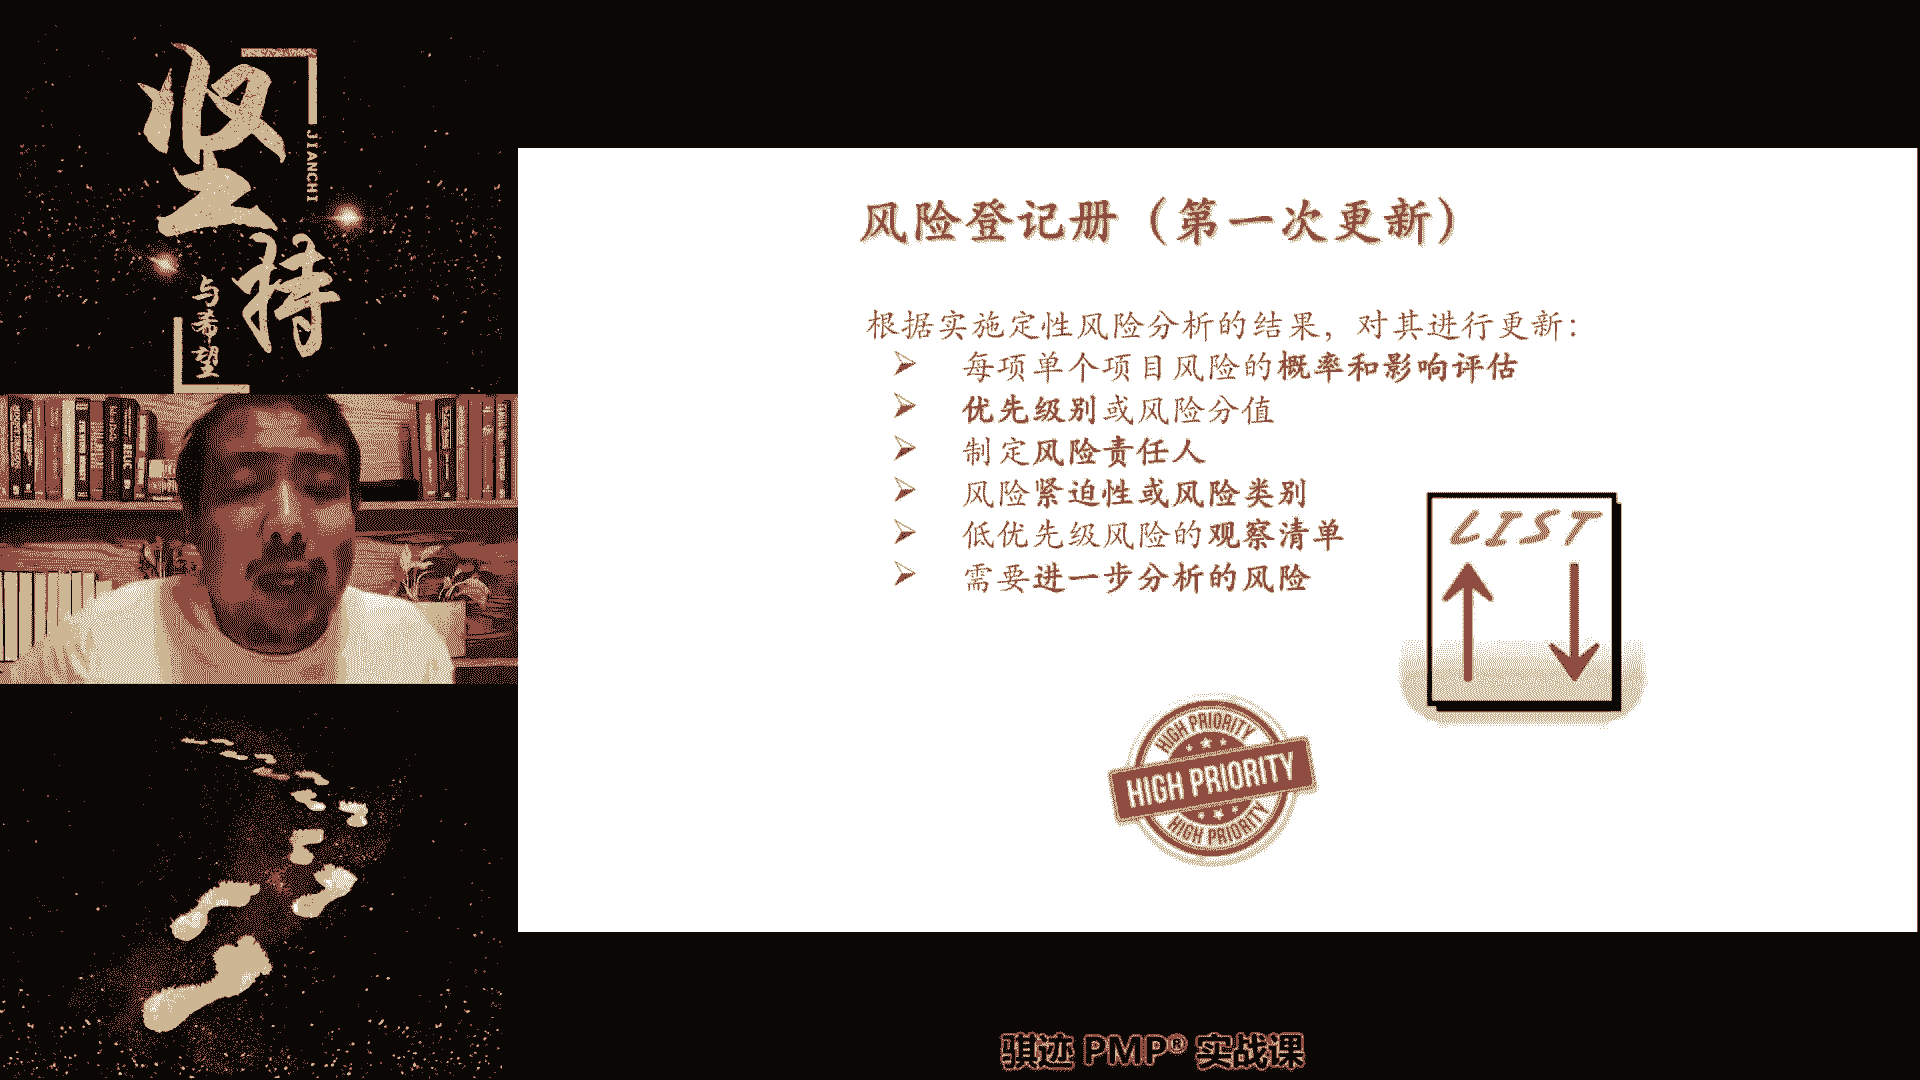 坚持
JIANCHI
与希望
风险登记册（第一次更新）
根据实施定性风险分析的结果，对其进行更新：
➢ 每项单个项目风险的概率和影响评估
➢ 优先级别或风险分值
➢ 制定风险责任人
➢ 风险紧迫性或风险类别
➢ 低优先级风险的观察清单
➢ 需要进一步分析的风险
LIST
HIGH PRIORITY
HIGH PRIORITY
HIGH PRIORITY
骐迹 PMP® 实战课